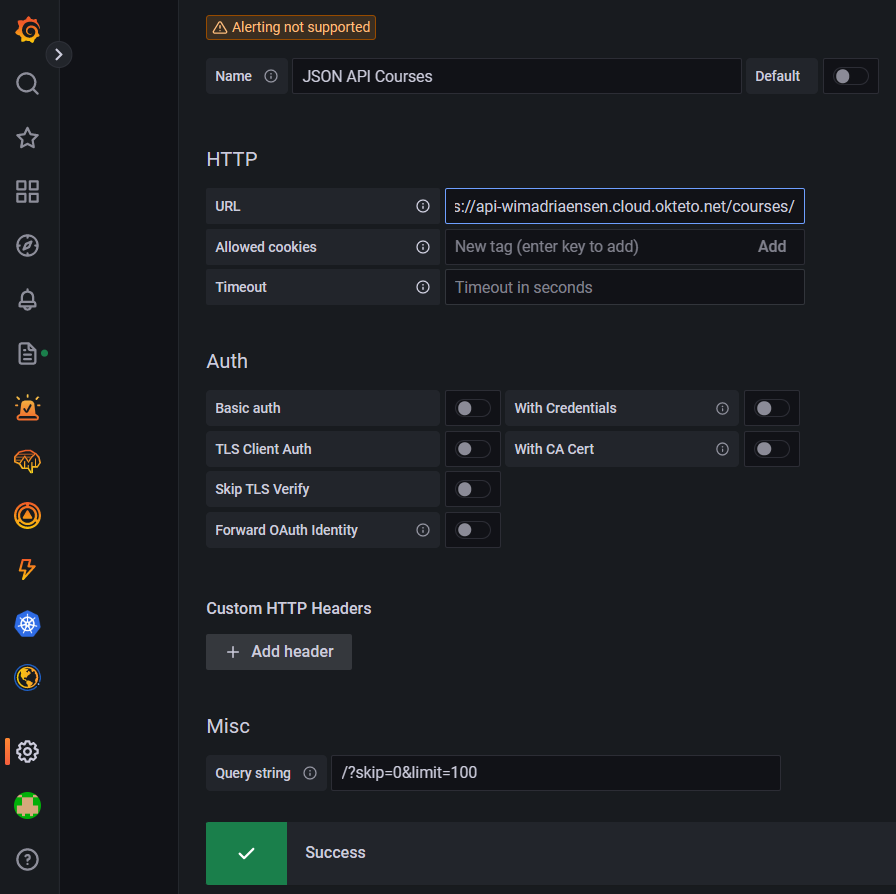 Alerting not supported
Name JSON API Courses Default
HTTP
URL s://api-wimadriaensen.cloud.okteto.net/courses/
Allowed cookies New tag (enter key to add) Add
Timeout Timeout in seconds
Auth
Basic auth With Credentials
TLS Client Auth With CA Cert
Skip TLS Verify
Forward OAuth Identity
Custom HTTP Headers
+ Add header
Misc
Query string /?skip=0&limit=100
Success